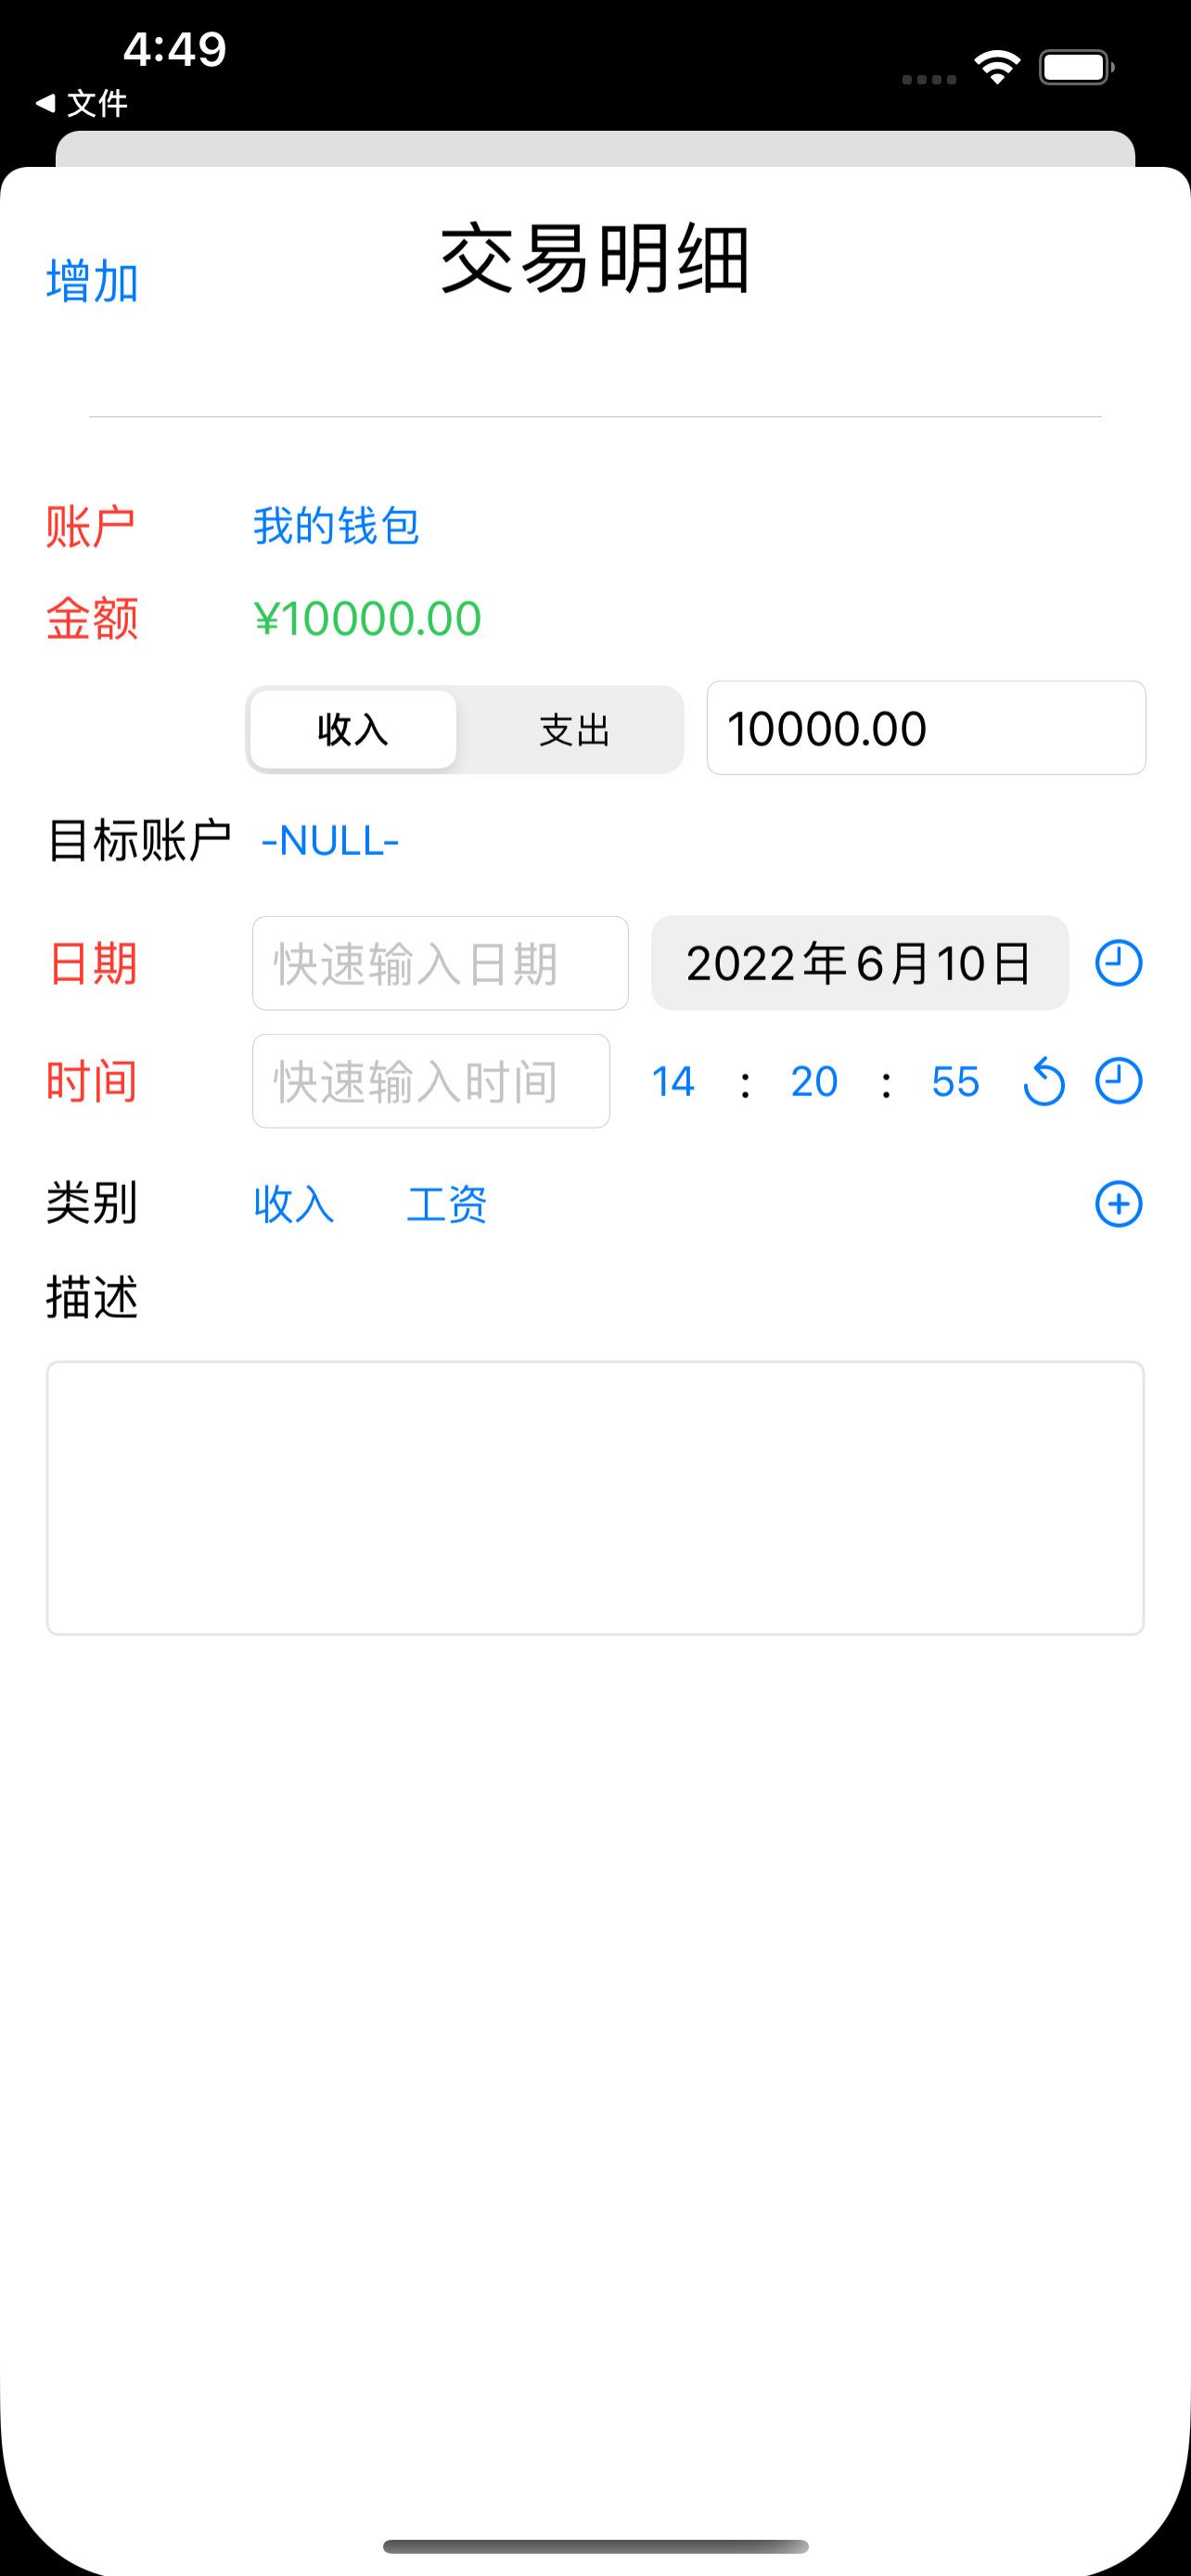 4:49
文件
交易明细
增加
账户 我的钱包
金额 ¥10000.00
收入 支出 10000.00
目标账户 -NULL-
日期 快速输入日期 2022年6月10日
时间 快速输入时间 14 : 20 : 55
类别 收入 工资
描述